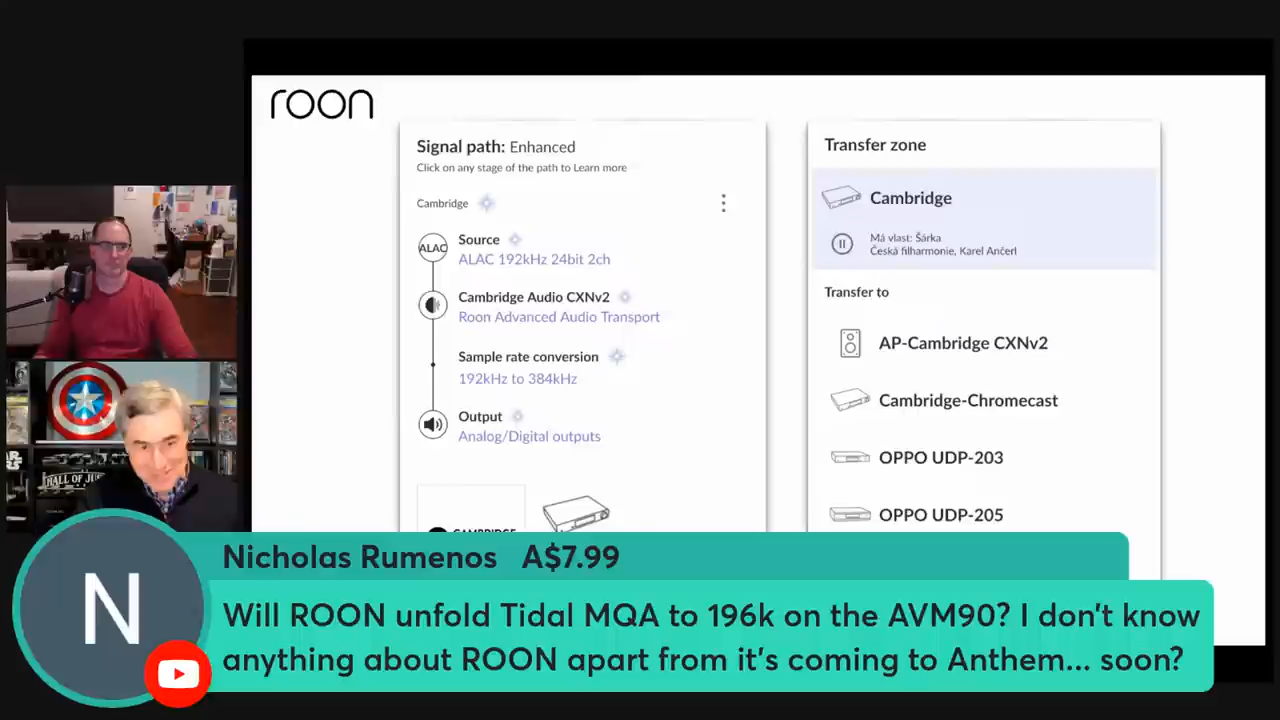 roon
Signal path: Enhanced
Click on any stage of the path to Learn more
Cambridge
Source
ALAC
ALAC 192kHz 24bit 2ch
Cambridge Audio CXNv2
Roon Advanced Audio Transport
Sample rate conversion
192kHz to 384kHz
Output
Analog/Digital outputs
Transfer zone
Cambridge
Má vlast: Šárka
Česká filharmonie, Karel Ančerl
Transfer to
AP-Cambridge CXNv2
Cambridge-Chromecast
OPPO UDP-203
OPPO UDP-205
HALL OF JUS
N
Nicholas Rumenos A$7.99
Will ROON unfold Tidal MQA to 196k on the AVM90? I don't know
anything about ROON apart from it's coming to Anthem... soon?